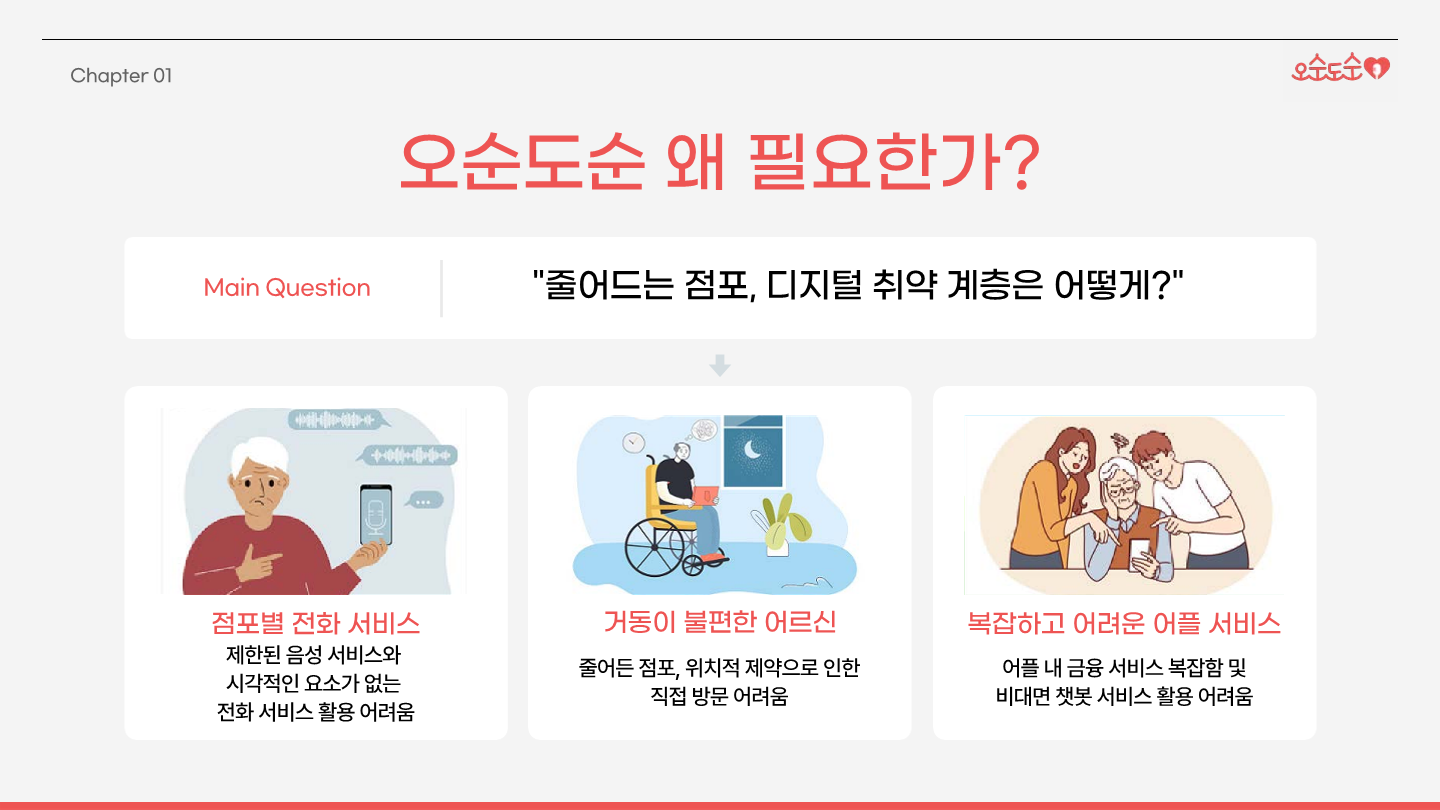 Chapter 01
오순도순
오순도순 왜 필요한가?
Main Question
"줄어드는 점포, 디지털 취약 계층은 어떻게?"
점포별 전화 서비스
제한된 음성 서비스와
시각적인 요소가 없는
전화 서비스 활용 어려움
거동이 불편한 어르신
줄어든 점포, 위치적 제약으로 인한
직접 방문 어려움
복잡하고 어려운 어플 서비스
어플 내 금융 서비스 복잡함 및
비대면 챗봇 서비스 활용 어려움